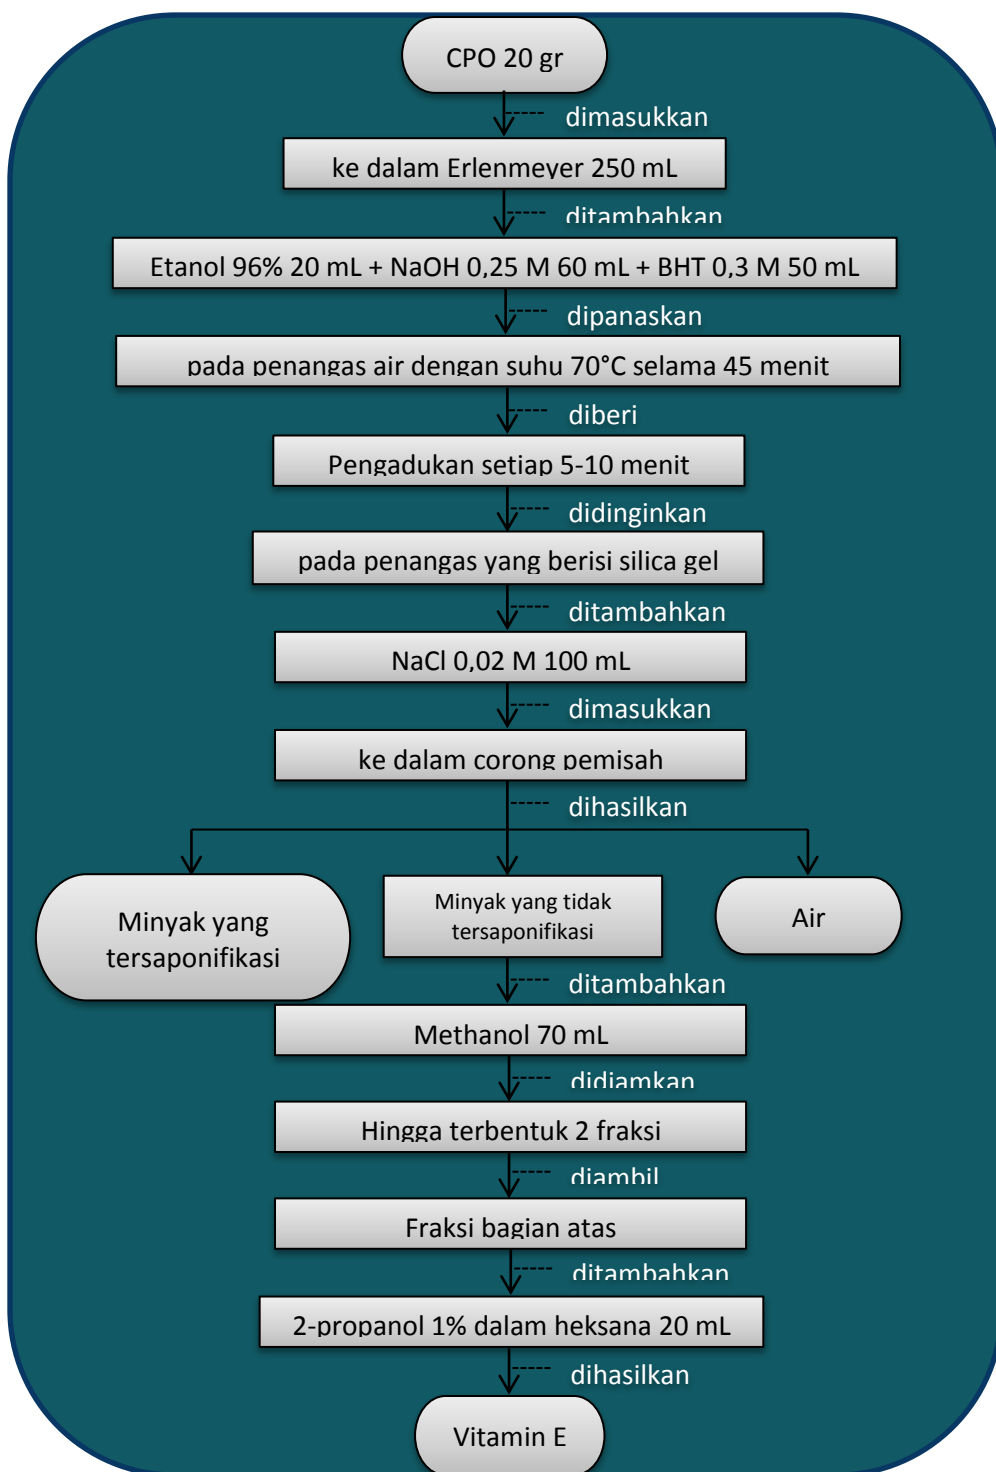 CPO 20 gr
dimasukkan
ke dalam Erlenmeyer 250 mL
ditambahkan
Etanol 96% 20 mL + NaOH 0,25 M 60 mL + BHT 0,3 M 50 mL
dipanaskan
pada penangas air dengan suhu 70°C selama 45 menit
diberi
Pengadukan setiap 5-10 menit
didinginkan
pada penangas yang berisi silica gel
ditambahkan
NaCl 0,02 M 100 mL
dimasukkan
ke dalam corong pemisah
dihasilkan
Minyak yang
tersaponifikasi
Minyak yang tidak
tersaponifikasi
Air
ditambahkan
Methanol 70 mL
didiamkan
Hingga terbentuk 2 fraksi
diambil
Fraksi bagian atas
ditambahkan
2-propanol 1% dalam heksana 20 mL
dihasilkan
Vitamin E